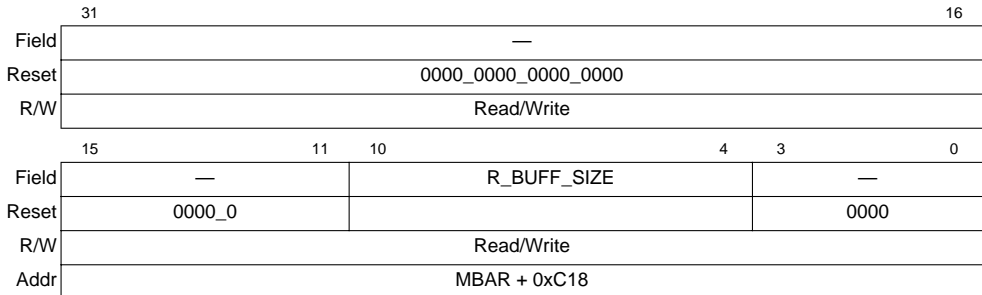 31 16
Field —
Reset 0000_0000_0000_0000
R/W Read/Write
15 11 10 4 3 0
Field — R_BUFF_SIZE —
Reset 0000_0 0000
R/W Read/Write
Addr MBAR + 0xC18